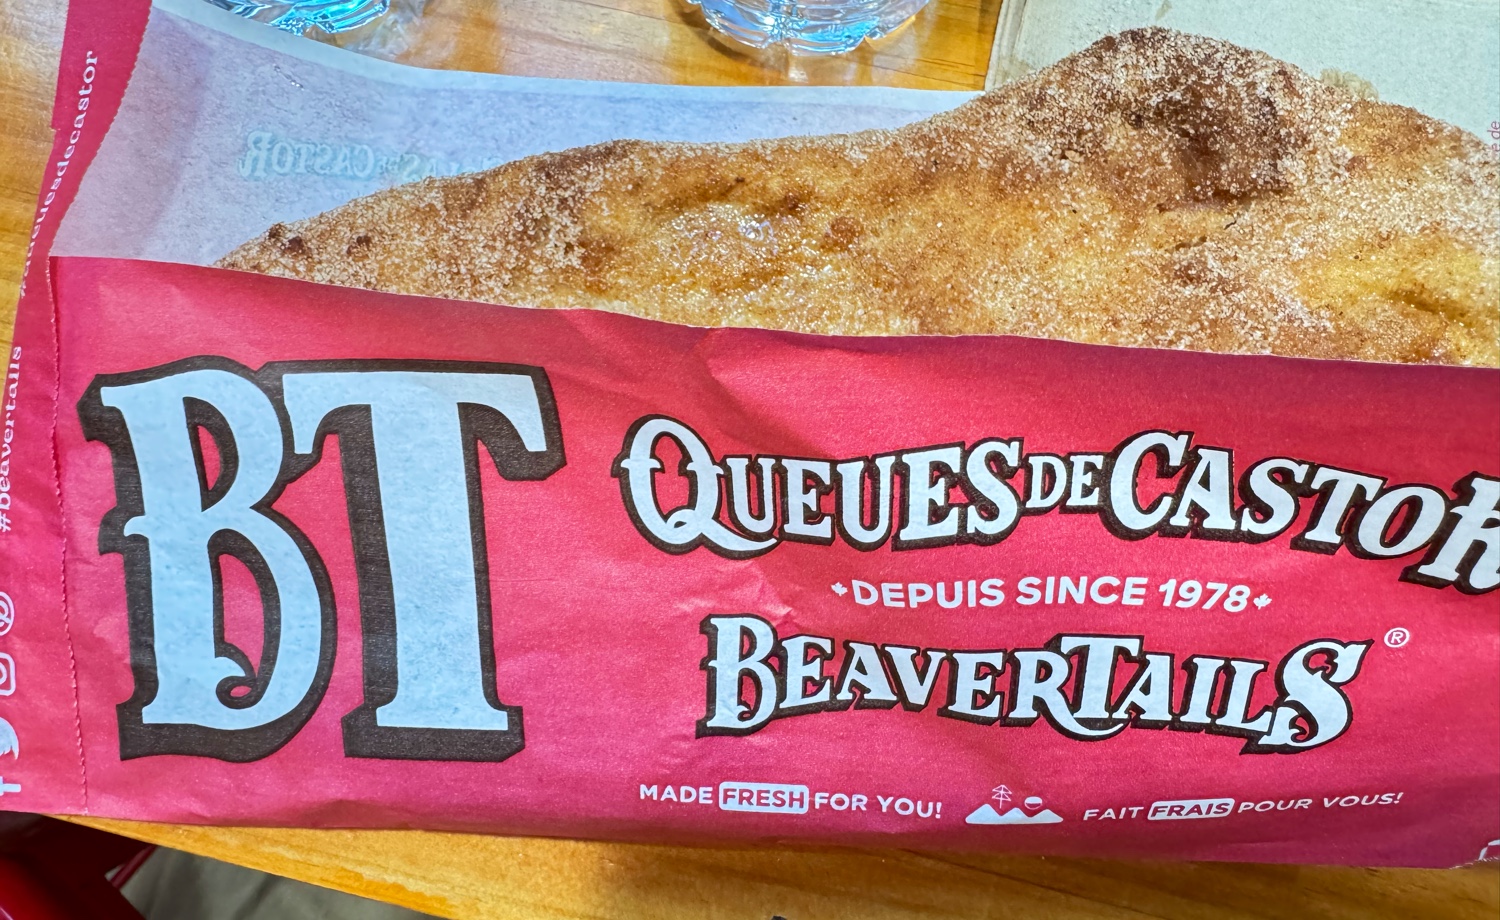 #queuesdecastor
#beavertails
BT
QUEUES DE CASTOR
*DEPUIS SINCE 1978*
BEAVERTAILS®
MADE FRESH FOR YOU!
FAIT FRAIS POUR VOUS!